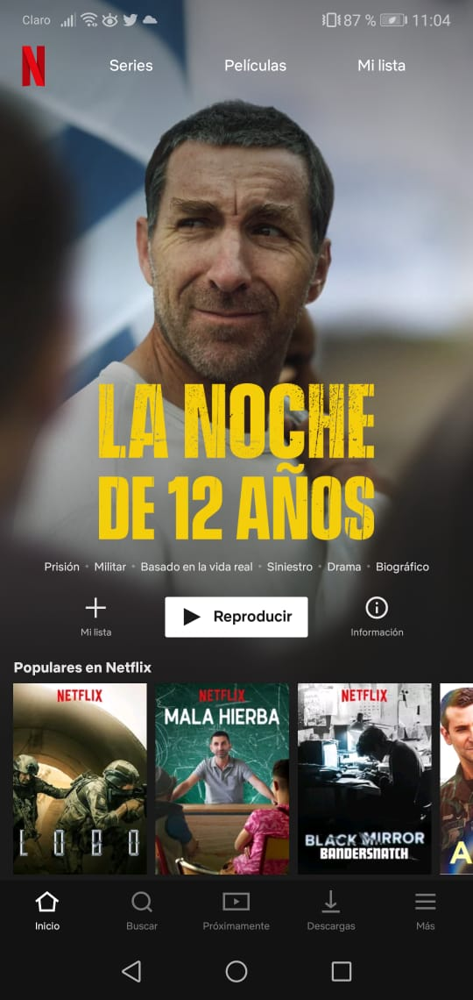 Claro 87 % 11:04
N Series Películas Mi lista
LA NOCHE
DE 12 AÑOS
Prisión • Militar • Basado en la vida real • Siniestro • Drama • Biográfico
Mi lista Reproducir Información
Populares en Netflix
NETFLIX
LOBO
NETFLIX
MALA HIERBA
NETFLIX
BLACK MIRROR
BANDERSNATCH
A
Inicio Buscar Próximamente Descargas Más